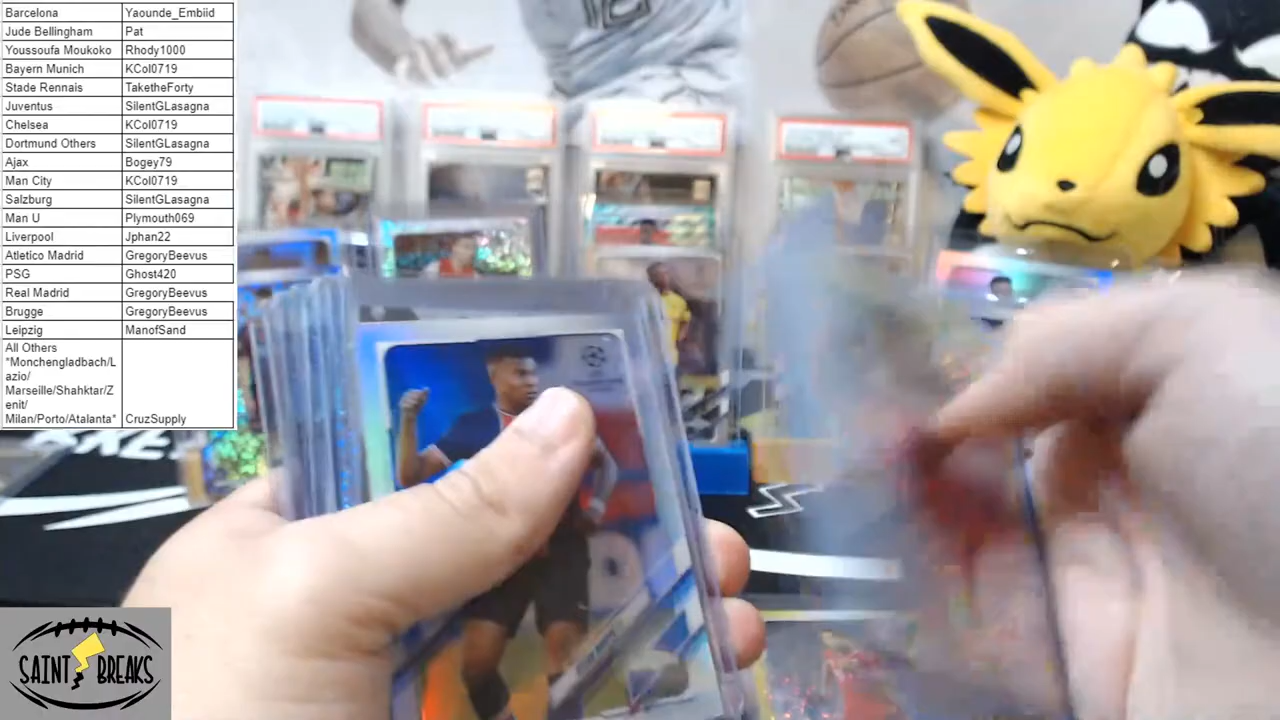 Barcelona Yaounde_Embiid
Jude Bellingham Pat
Youssoufa Moukoko Rhody1000
Bayern Munich KCol0719
Stade Rennais TaketheForty
Juventus SilentGLasagna
Chelsea KCol0719
Dortmund Others SilentGLasagna
Ajax Bogey79
Man City KCol0719
Salzburg SilentGLasagna
Man U Plymouth069
Liverpool Jphan22
Atletico Madrid GregoryBeevus
PSG Ghost420
Real Madrid GregoryBeevus
Brugge GregoryBeevus
Leipzig ManofSand
All Others
*Monchengladbach/L
azio/
Marseille/Shahktar/Z
enit/
Milan/Porto/Atalanta* CruzSupply
SAINT BREAKS